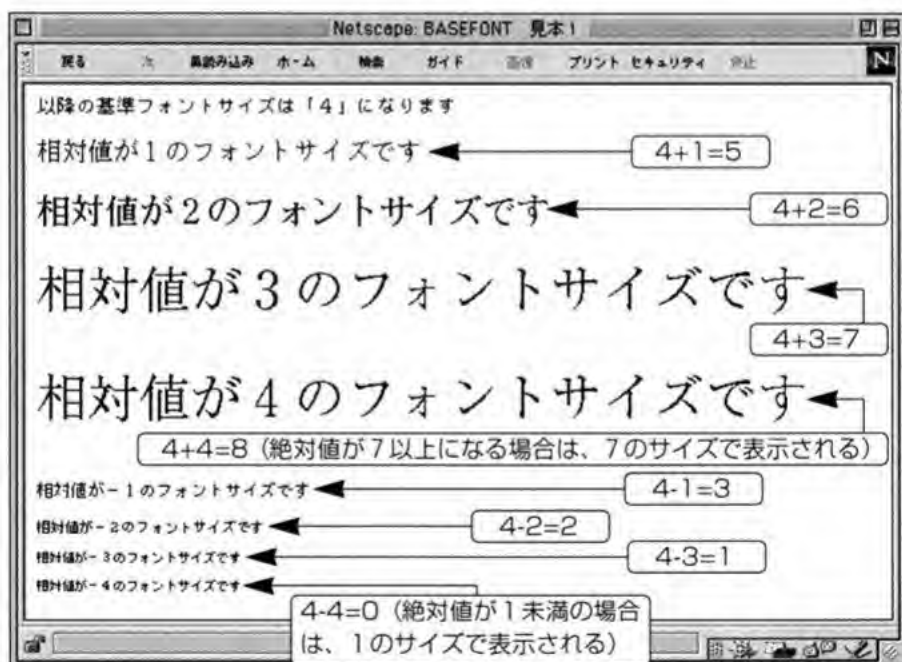 Netscape: BASEFONT 見本1
戻る 次 再読み込み ホーム 検索 ガイド 画像 プリント セキュリティ 停止 N
以降の基準フォントサイズは「4」になります
相対値が1のフォントサイズです 4+1=5
相対値が2のフォントサイズです 4+2=6
相対値が3のフォントサイズです
4+3=7
相対値が4のフォントサイズです
4+4=8（絶対値が7以上になる場合は、7のサイズで表示される）
相対値が-1のフォントサイズです 4-1=3
相対値が-2のフォントサイズです 4-2=2
相対値が-3のフォントサイズです 4-3=1
相対値が-4のフォントサイズです
4-4=0（絶対値が1未満の場合
は、1のサイズで表示される）